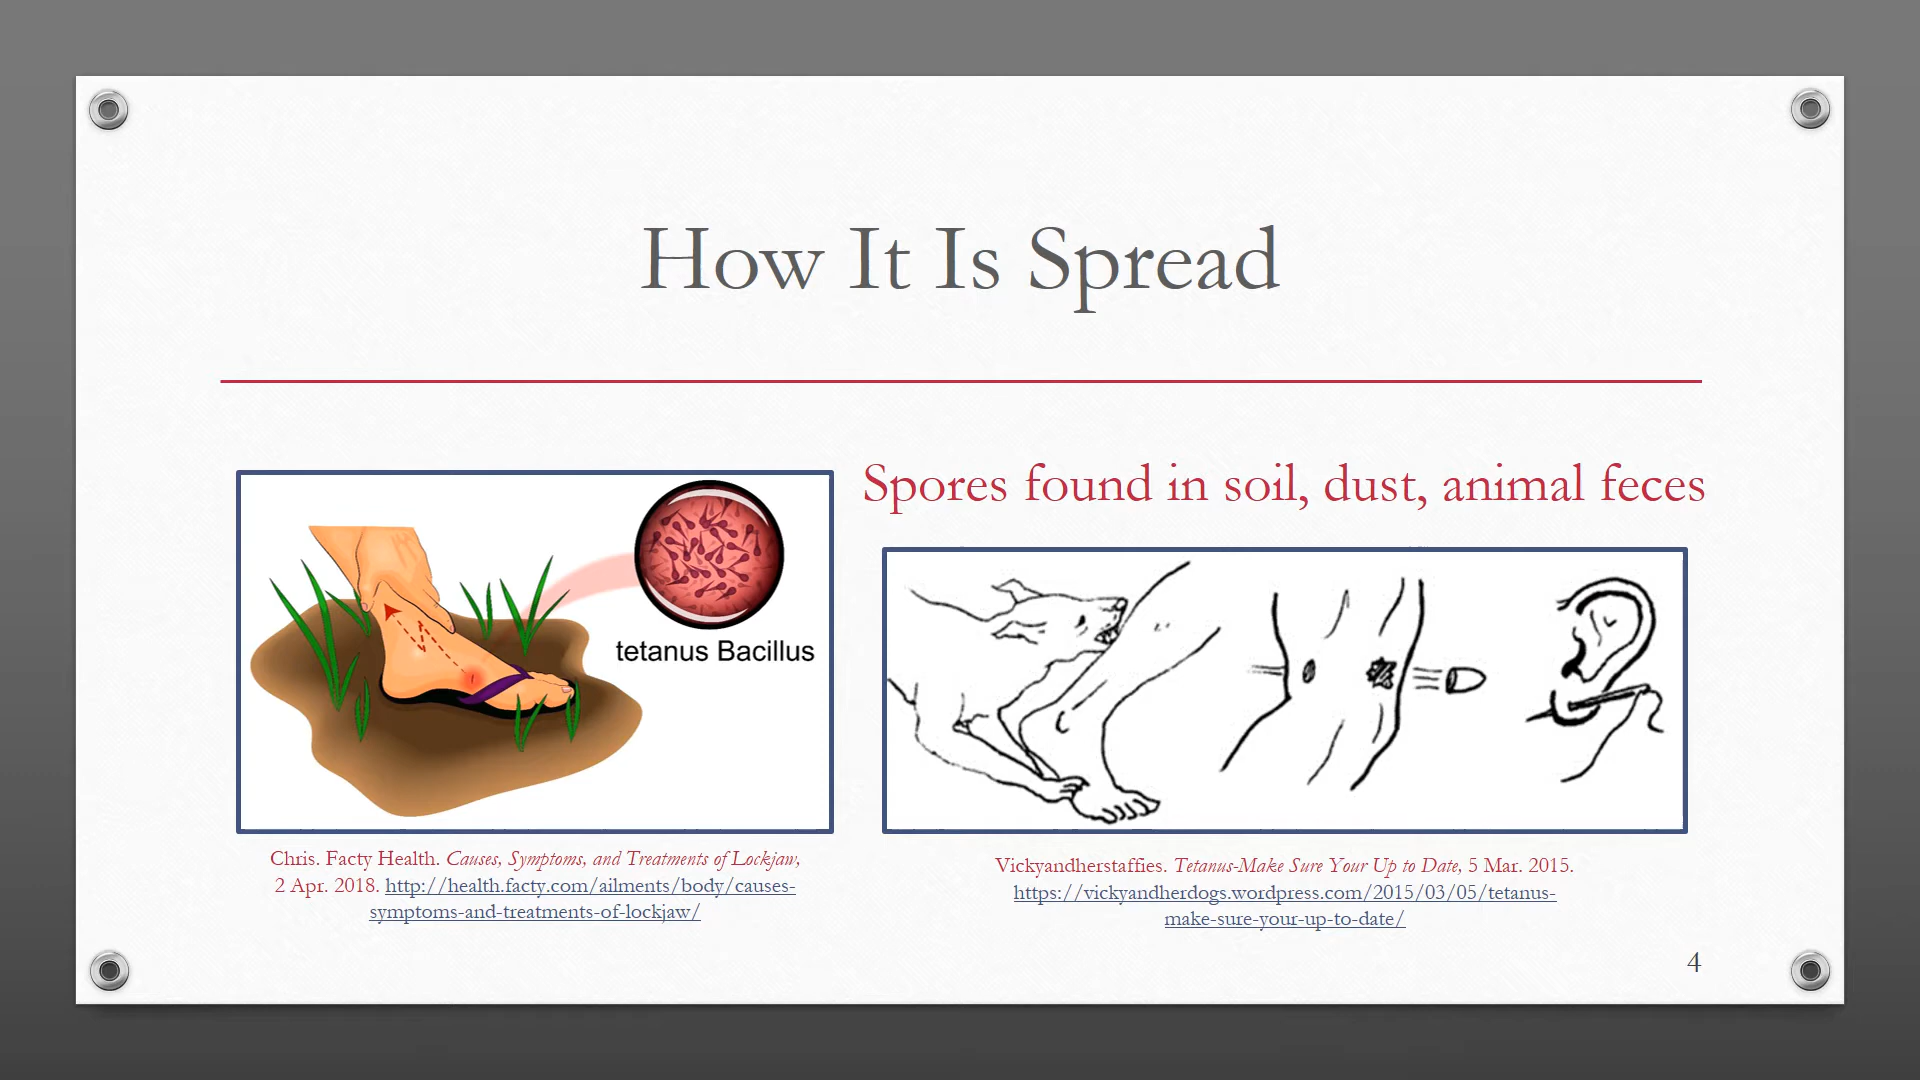 How It Is Spread
Spores found in soil, dust, animal feces
tetanus Bacillus
Chris. Facty Health. Causes, Symptoms, and Treatments of Lockjaw,
2 Apr. 2018. http://health.facty.com/ailments/body/causes-
symptoms-and-treatments-of-lockjaw/
Vickyandherstaffies. Tetanus-Make Sure Your Up to Date, 5 Mar. 2015.
https://vickyandherdogs.wordpress.com/2015/03/05/tetanus-
make-sure-your-up-to-date/
4